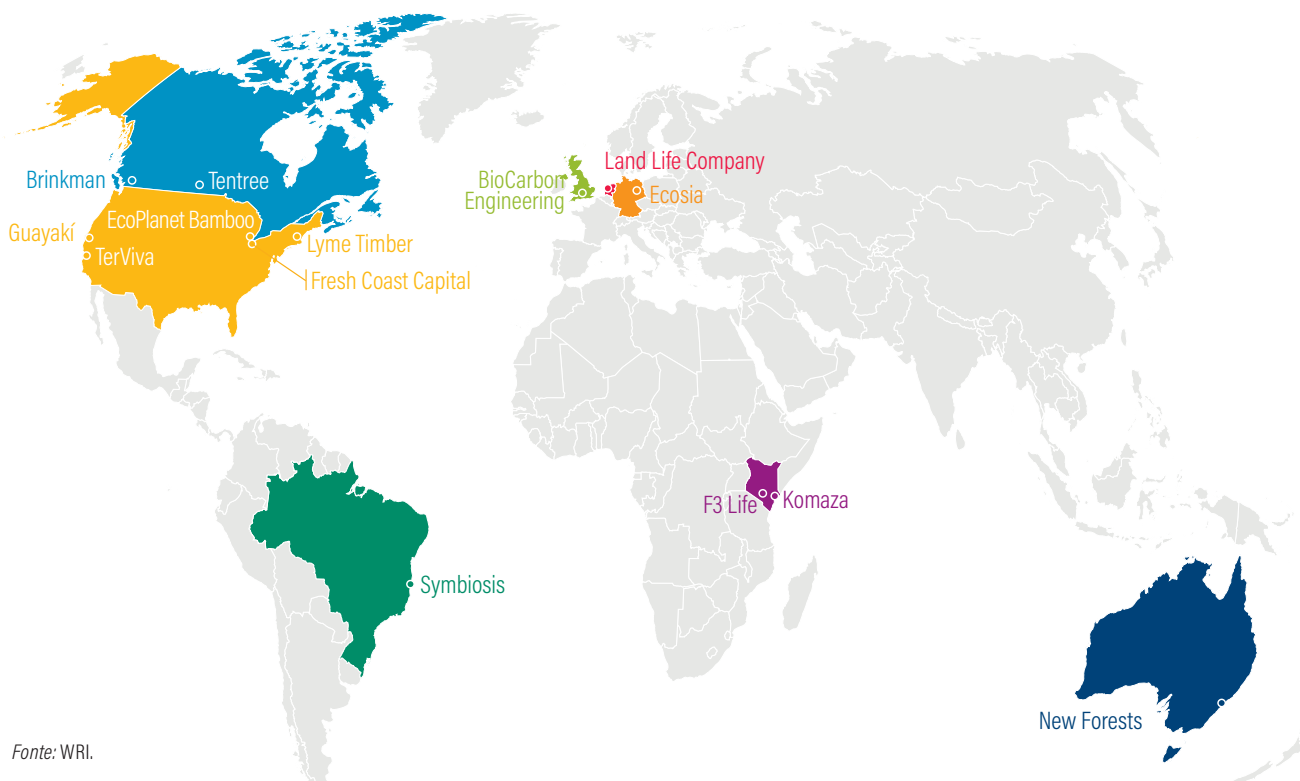 Land Life Company
BioCarbon
Engineering
Ecosia
Brinkman
Tentree
EcoPlanet Bamboo
Guayakí
Lyme Timber
TerViva
Fresh Coast Capital
F3 Life
Komaza
Symbiosis
New Forests
Fonte: WRI.